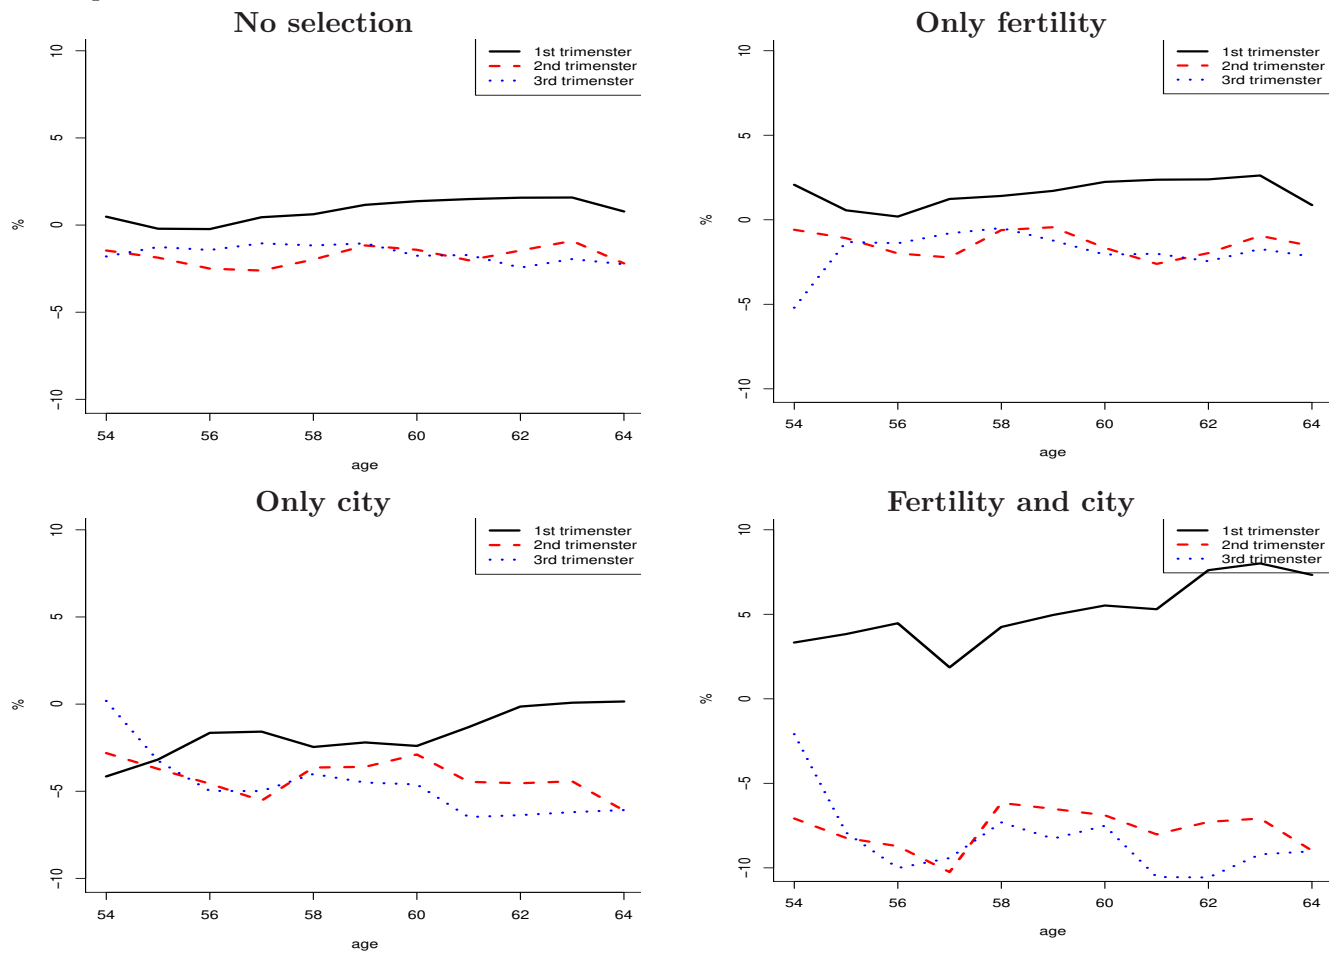 No selection
10
5
0
−5
−10
%
54 56 58 60 62 64
age
1st trimenster
2nd trimenster
3rd trimenster
Only fertility
10
5
0
−5
−10
%
54 56 58 60 62 64
age
1st trimenster
2nd trimenster
3rd trimenster
Only city
10
5
0
−5
−10
%
54 56 58 60 62 64
age
1st trimenster
2nd trimenster
3rd trimenster
Fertility and city
10
5
0
−5
−10
%
54 56 58 60 62 64
age
1st trimenster
2nd trimenster
3rd trimenster